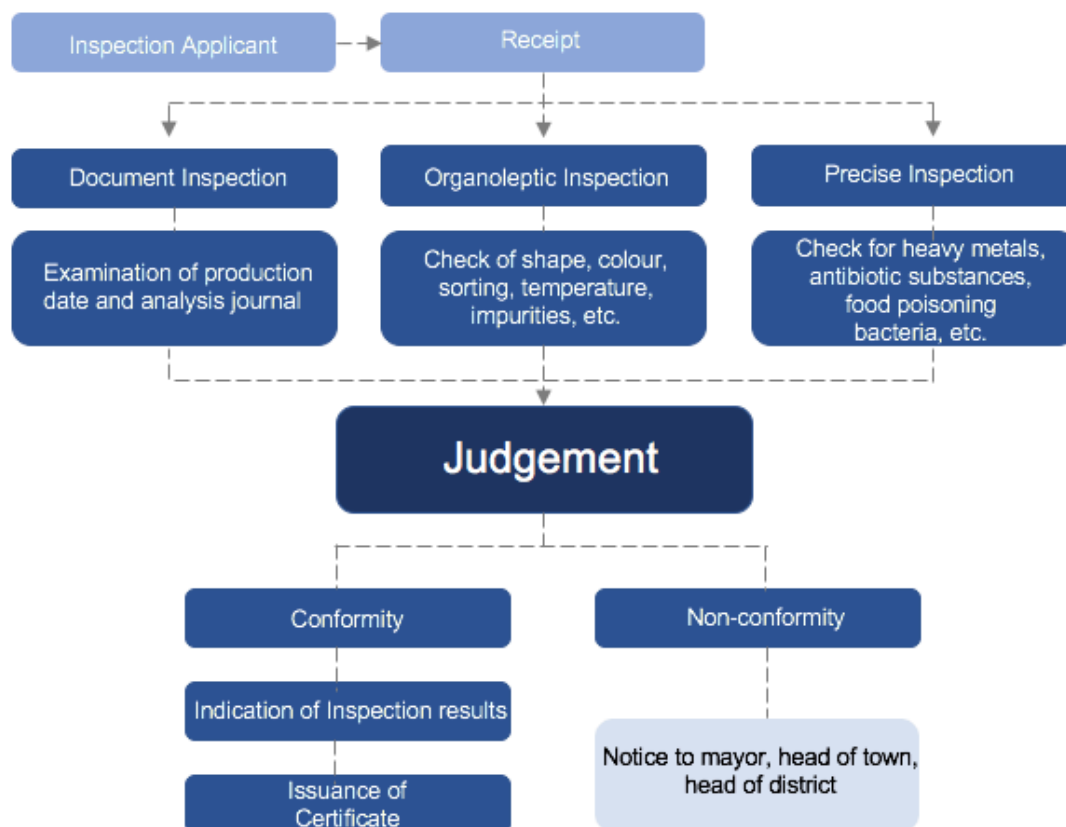 Inspection Applicant
Receipt
Document Inspection
Organoleptic Inspection
Precise Inspection
Examination of production
date and analysis journal
Check of shape, colour,
sorting, temperature,
impurities, etc.
Check for heavy metals,
antibiotic substances,
food poisoning
bacteria, etc.
Judgement
Conformity
Non-conformity
Indication of Inspection results
Notice to mayor, head of town,
head of district
Issuance of
Certificate